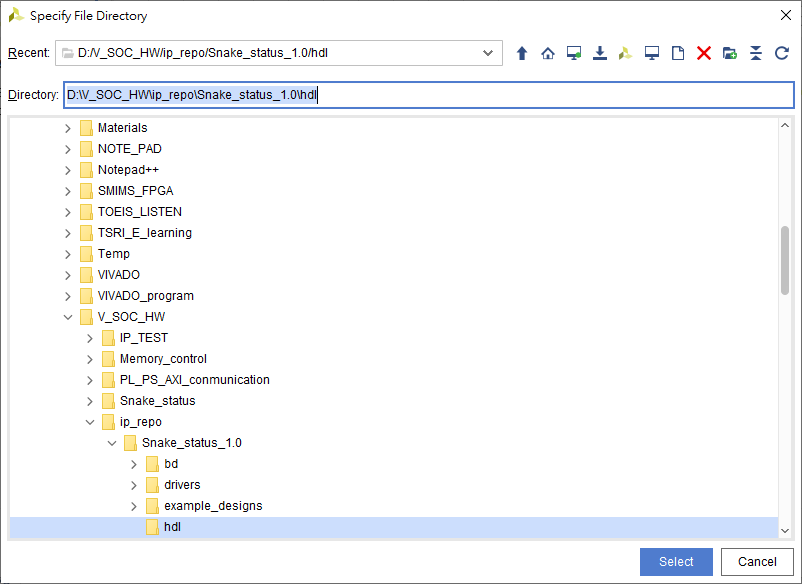 Specify File Directory
Recent: D:/V_SOC_HW/ip_repo/Snake_status_1.0/hdl
Directory: D:\V_SOC_HW\ip_repo\Snake_status_1.0\hdl
Materials
NOTE_PAD
Notepad++
SMIMS_FPGA
TOEIS_LISTEN
TSRI_E_learning
Temp
VIVADO
VIVADO_program
V_SOC_HW
IP_TEST
Memory_control
PL_PS_AXI_conmunication
Snake_status
ip_repo
Snake_status_1.0
bd
drivers
example_designs
hdl
Select Cancel